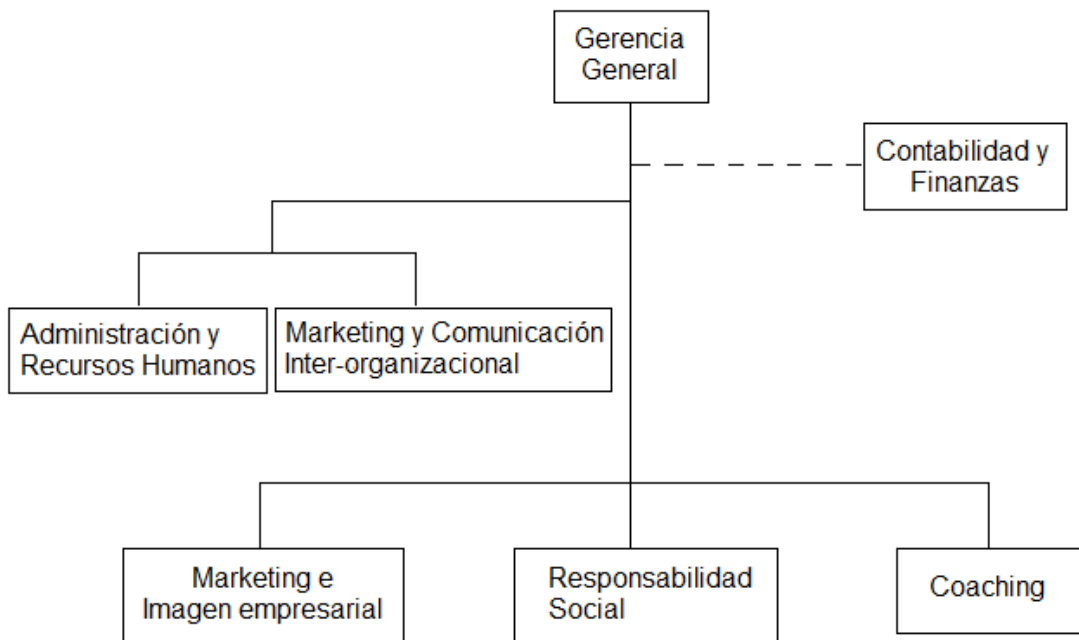 Gerencia
General
Contabilidad y
Finanzas
Administración y
Recursos Humanos
Marketing y Comunicación
Inter-organizacional
Marketing e
Imagen empresarial
Responsabilidad
Social
Coaching